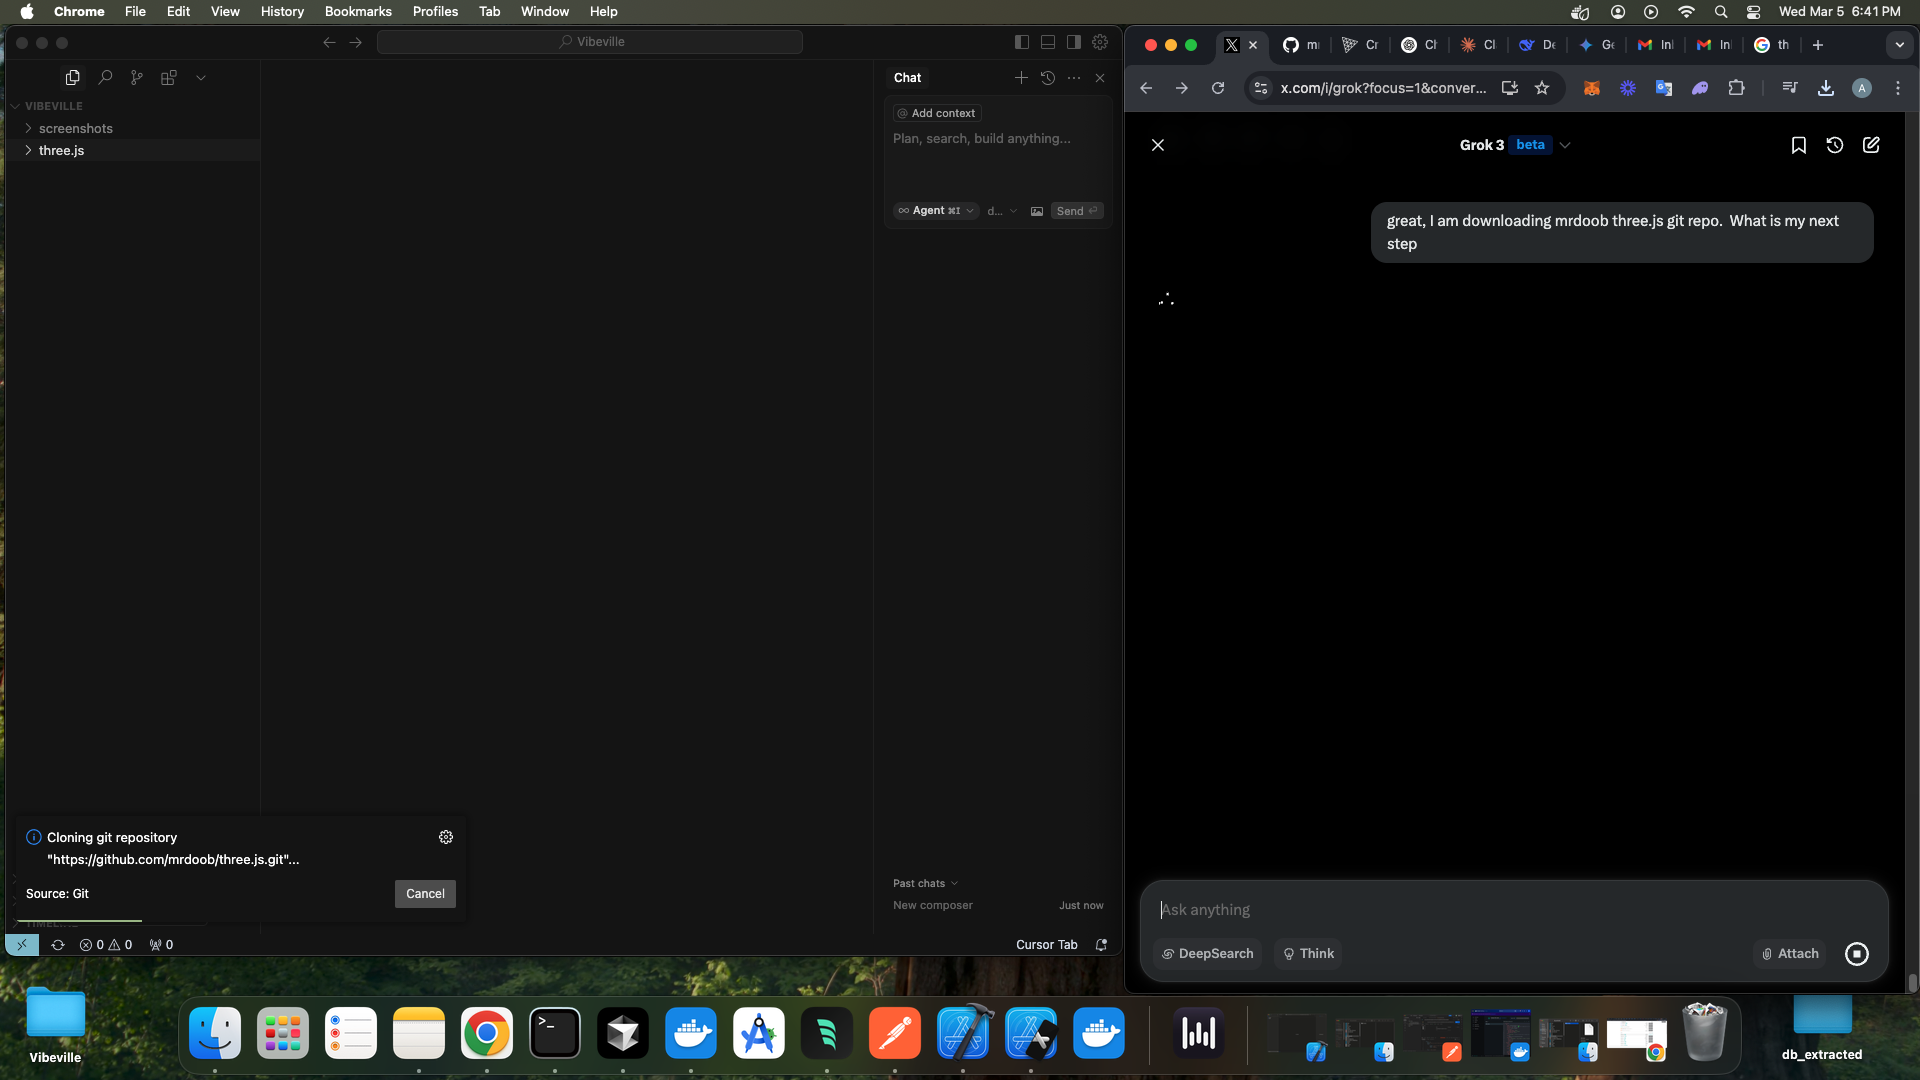 Chrome File Edit View History Bookmarks Profiles Tab Window Help
Wed Mar 5 6:41 PM
Vibeville
VIBEVILLE
screenshots
three.js
Chat
@ Add context
Plan, search, build anything...
∞ Agent ⌘I
d...
Send
Past chats
New composer
Just now
Cloning git repository
"https://github.com/mrdoob/three.js.git"...
Source: Git
Cancel
0 0 0
Cursor Tab
X mr Cr Cl Cl De Ge In In th
x.com/i/grok?focus=1&conver...
A
Grok 3 beta
great, I am downloading mrdoob three.js git repo. What is my next
step
Ask anything
DeepSearch
Think
Attach
Vibeville
db_extracted